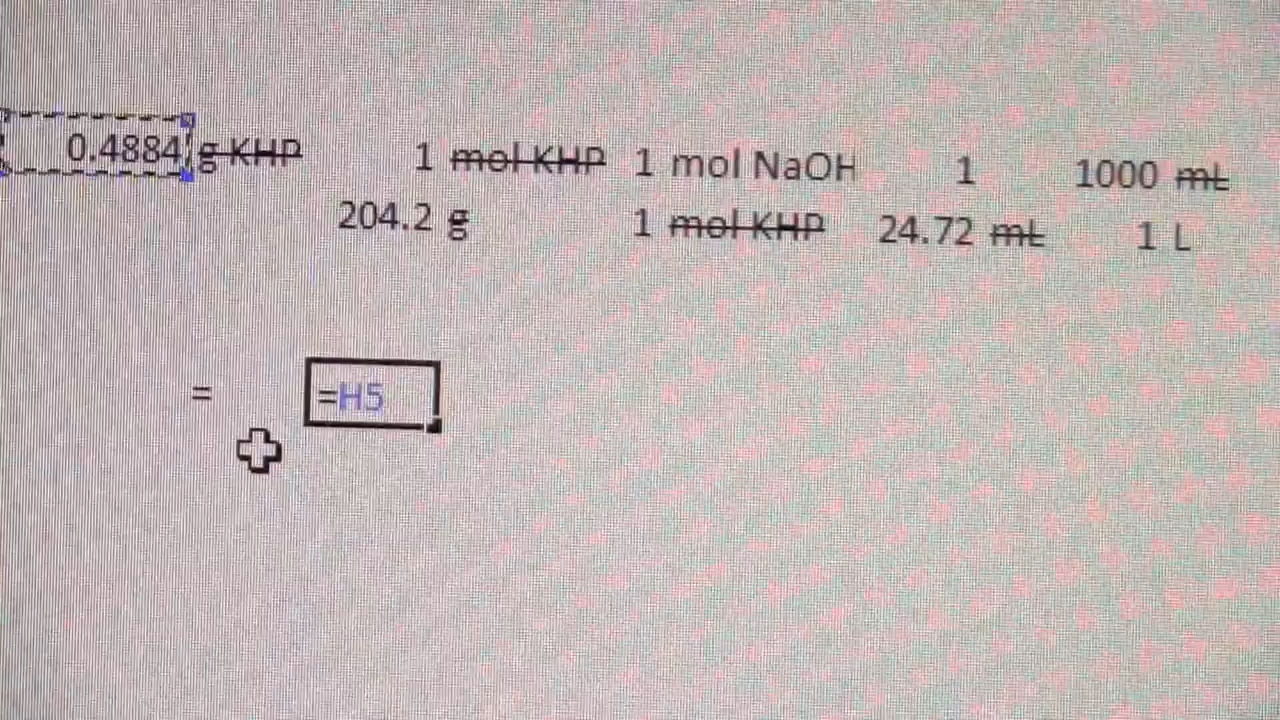 0.4884 g KHP 1 mol KHP 1 mol NaOH 1 1000 mL
204.2 g 1 mol KHP 24.72 mL 1 L
= =H5